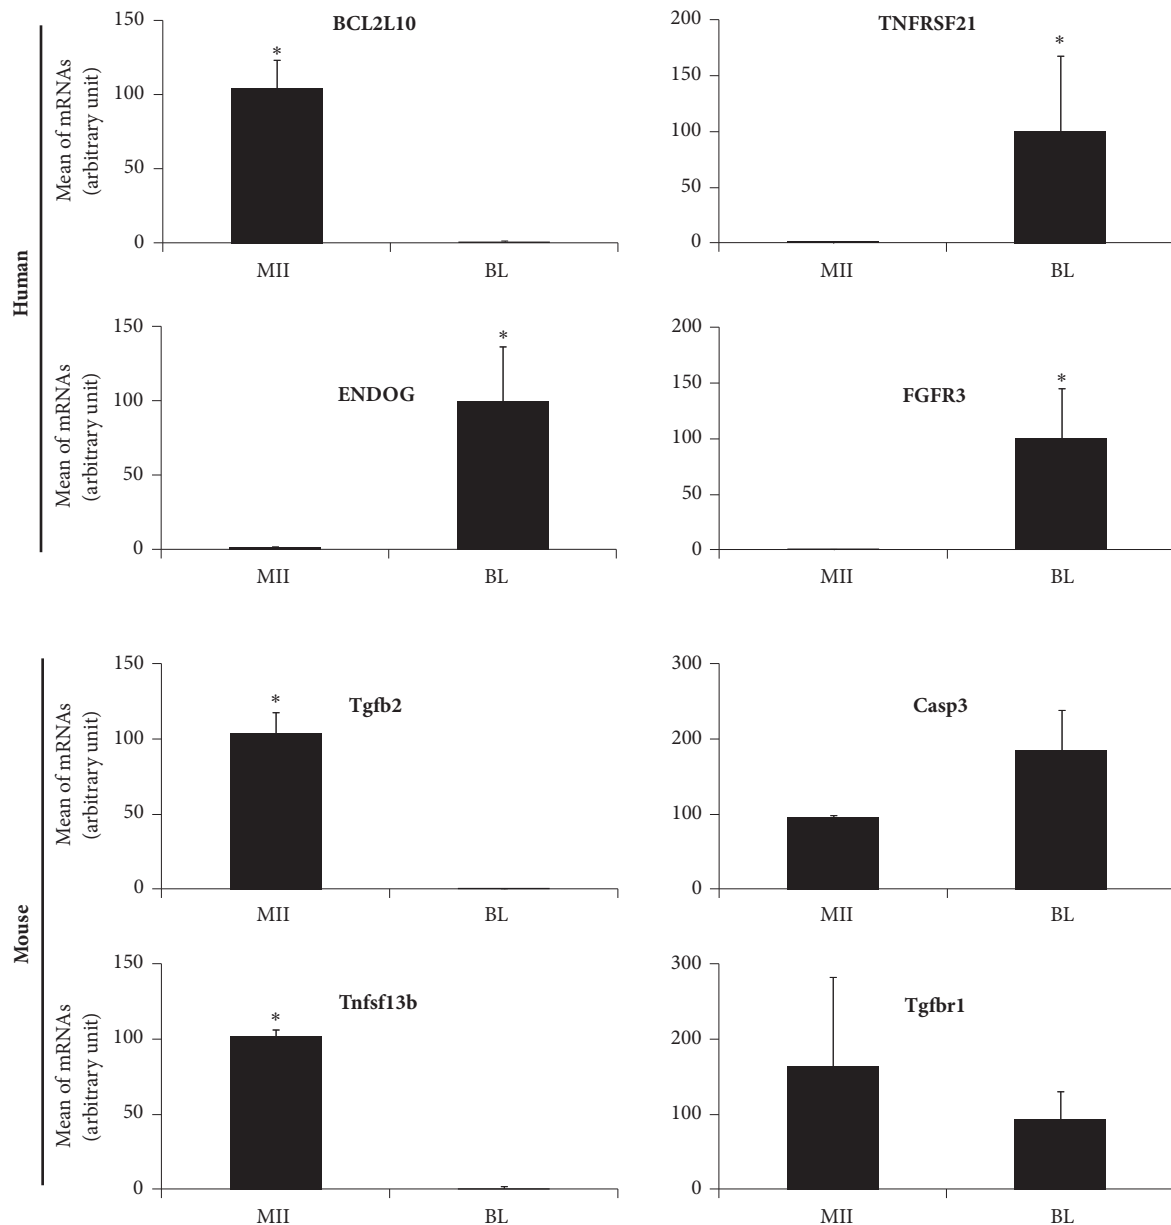 Human
BCL2L10
Mean of mRNAs
(arbitrary unit)
150
100
50
0
*
MII
BL
TNFRSF21
200
150
100
50
0
*
MII
BL
ENDOG
Mean of mRNAs
(arbitrary unit)
150
100
50
0
*
MII
BL
FGFR3
200
150
100
50
0
*
MII
BL
Mouse
Tgfb2
Mean of mRNAs
(arbitrary unit)
150
100
50
0
*
MII
BL
Casp3
300
200
100
0
MII
BL
Tnfsf13b
Mean of mRNAs
(arbitrary unit)
150
100
50
0
*
MII
BL
Tgfbr1
300
200
100
0
MII
BL